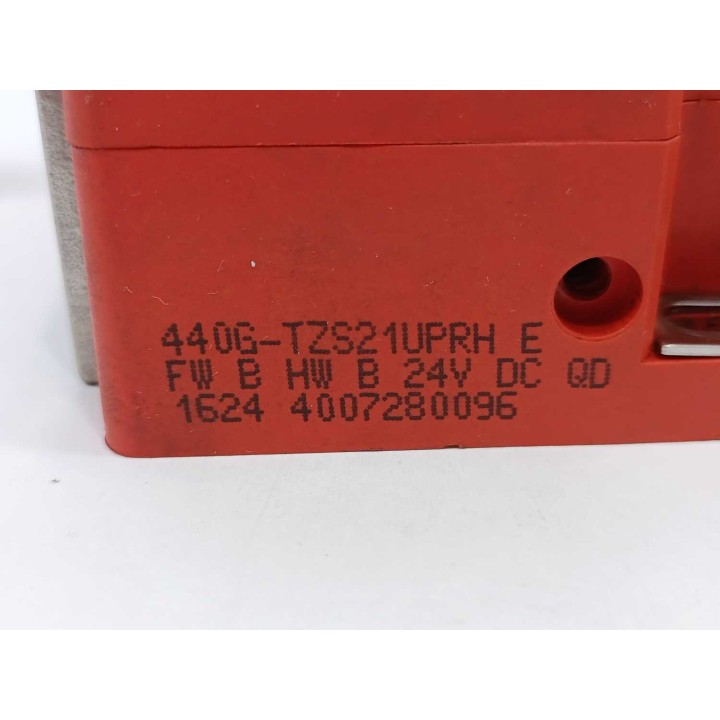 440G-TZS21UPRH E
FW B HW B 24V DC QD
1624 4007280096